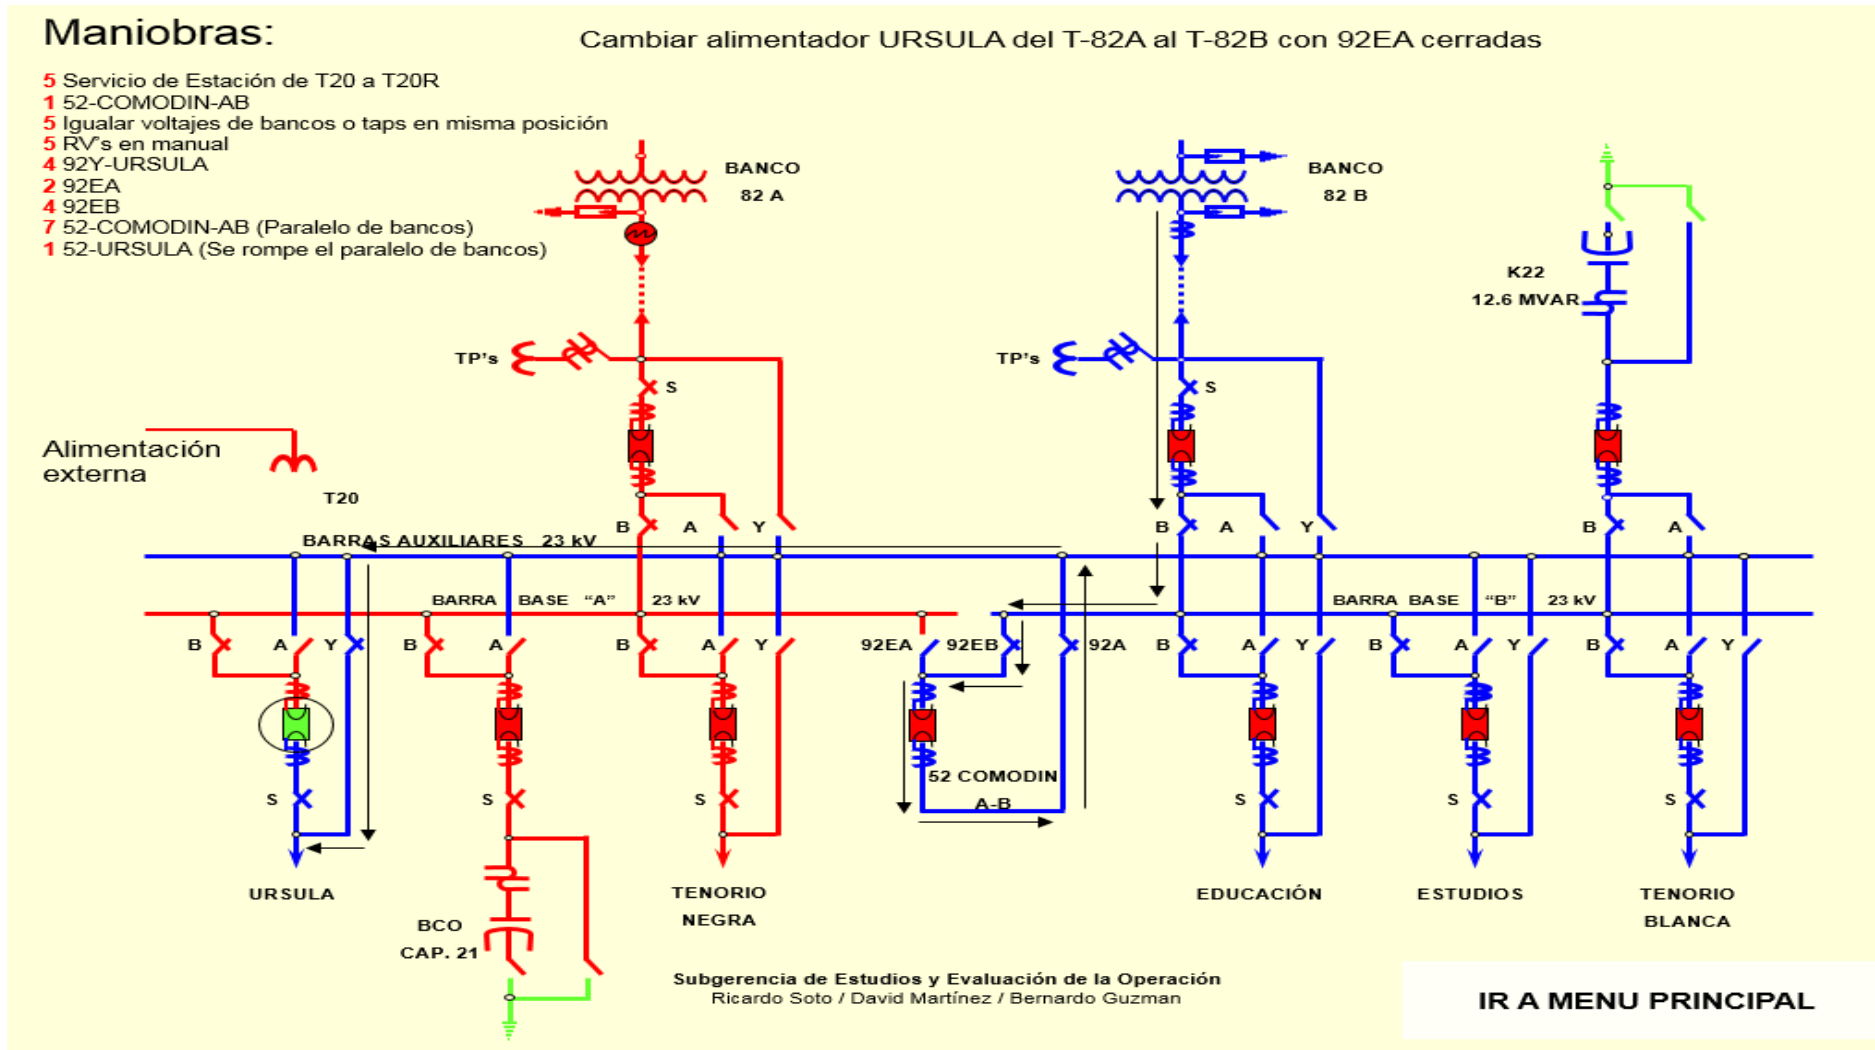 Maniobras:
Cambiar alimentador URSULA del T-82A al T-82B con 92EA cerradas
5 Servicio de Estación de T20 a T20R
1 52-COMODIN-AB
5 Igualar voltajes de bancos o taps en misma posición
5 RV's en manual
4 92Y-URSULA
2 92EA
4 92EB
7 52-COMODIN-AB (Paralelo de bancos)
1 52-URSULA (Se rompe el paralelo de bancos)
BANCO
82 A
BANCO
82 B
K22
12.6 MVAR
TP's
S
TP's
S
Alimentación
externa
T20
B A Y
B A Y
B A
BARRAS AUXILIARES 23 kV
BARRA BASE “A” 23 kV
BARRA BASE “B” 23 kV
B A Y
B A
B A Y
92EA 92EB 92A
B A Y
B A Y
B A Y
52 COMODIN
A-B
S
S
S
S
S
S
URSULA
BCO
CAP. 21
TENORIO
NEGRA
EDUCACIÓN
ESTUDIOS
TENORIO
BLANCA
Subgerencia de Estudios y Evaluación de la Operación
Ricardo Soto / David Martínez / Bernardo Guzman
IR A MENU PRINCIPAL